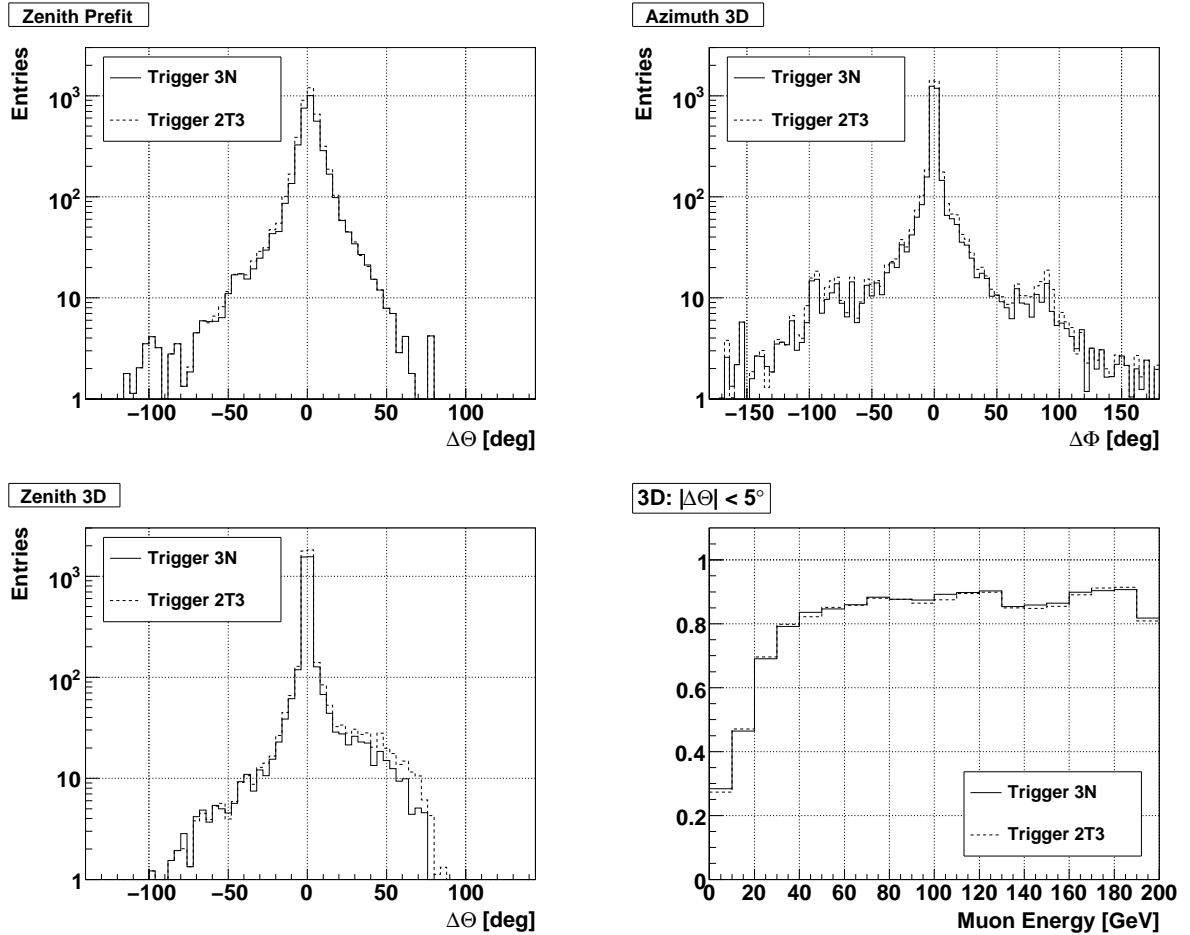 Zenith Prefit
Entries
Trigger 3N
Trigger 2T3
10³
10²
10
1
−100 −50 0 50 100
ΔΘ [deg]
Azimuth 3D
Entries
Trigger 3N
Trigger 2T3
10³
10²
10
1
−150 −100 −50 0 50 100 150
ΔΦ [deg]
Zenith 3D
Entries
Trigger 3N
Trigger 2T3
10³
10²
10
1
−100 −50 0 50 100
ΔΘ [deg]
3D: |ΔΘ| < 5°
1
0.8
0.6
0.4
0.2
0
Trigger 3N
Trigger 2T3
0 20 40 60 80 100 120 140 160 180 200
Muon Energy [GeV]